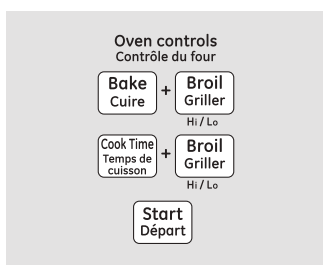 Oven controls
Contrôle du four
Bake + Broil
Cuire Griller
Hi / Lo
Cook Time + Broil
Temps de cuisson Griller
Hi / Lo
Start
Départ